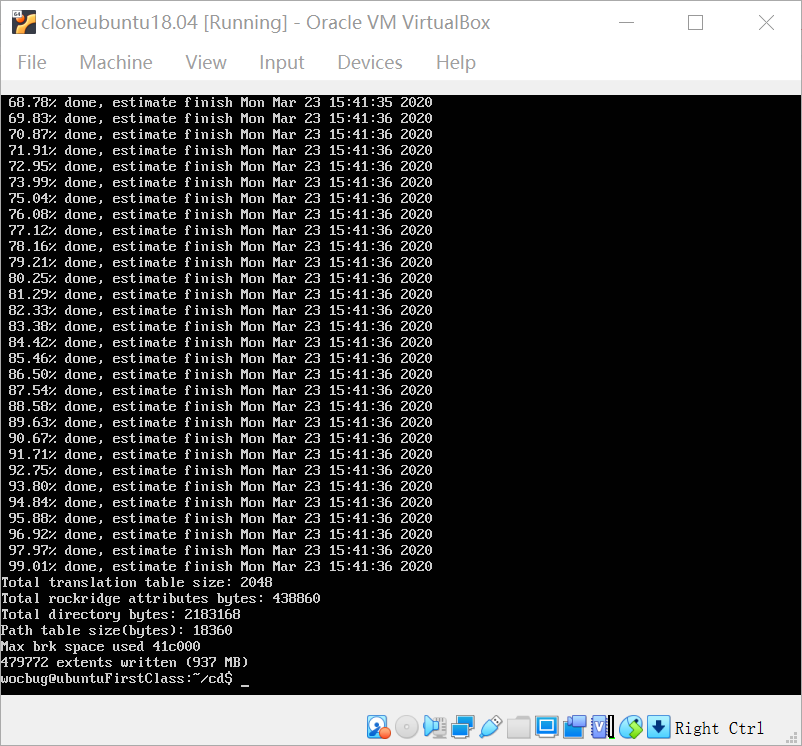 64
cloneubuntu18.04 [Running] - Oracle VM VirtualBox
File Machine View Input Devices Help
68.78% done, estimate finish Mon Mar 23 15:41:35 2020
69.83% done, estimate finish Mon Mar 23 15:41:36 2020
70.87% done, estimate finish Mon Mar 23 15:41:36 2020
71.91% done, estimate finish Mon Mar 23 15:41:36 2020
72.95% done, estimate finish Mon Mar 23 15:41:36 2020
73.99% done, estimate finish Mon Mar 23 15:41:36 2020
75.04% done, estimate finish Mon Mar 23 15:41:36 2020
76.08% done, estimate finish Mon Mar 23 15:41:36 2020
77.12% done, estimate finish Mon Mar 23 15:41:36 2020
78.16% done, estimate finish Mon Mar 23 15:41:36 2020
79.21% done, estimate finish Mon Mar 23 15:41:36 2020
80.25% done, estimate finish Mon Mar 23 15:41:36 2020
81.29% done, estimate finish Mon Mar 23 15:41:36 2020
82.33% done, estimate finish Mon Mar 23 15:41:36 2020
83.38% done, estimate finish Mon Mar 23 15:41:36 2020
84.42% done, estimate finish Mon Mar 23 15:41:36 2020
85.46% done, estimate finish Mon Mar 23 15:41:36 2020
86.50% done, estimate finish Mon Mar 23 15:41:36 2020
87.54% done, estimate finish Mon Mar 23 15:41:36 2020
88.58% done, estimate finish Mon Mar 23 15:41:36 2020
89.63% done, estimate finish Mon Mar 23 15:41:36 2020
90.67% done, estimate finish Mon Mar 23 15:41:36 2020
91.71% done, estimate finish Mon Mar 23 15:41:36 2020
92.75% done, estimate finish Mon Mar 23 15:41:36 2020
93.80% done, estimate finish Mon Mar 23 15:41:36 2020
94.84% done, estimate finish Mon Mar 23 15:41:36 2020
95.88% done, estimate finish Mon Mar 23 15:41:36 2020
96.92% done, estimate finish Mon Mar 23 15:41:36 2020
97.97% done, estimate finish Mon Mar 23 15:41:36 2020
99.01% done, estimate finish Mon Mar 23 15:41:36 2020
Total translation table size: 2048
Total rockridge attributes bytes: 438860
Total directory bytes: 2183168
Path table size(bytes): 18360
Max brk space used 41c000
479772 extents written (937 MB)
wocbug@ubuntuFirstClass:~/cd$ _
V Right Ctrl